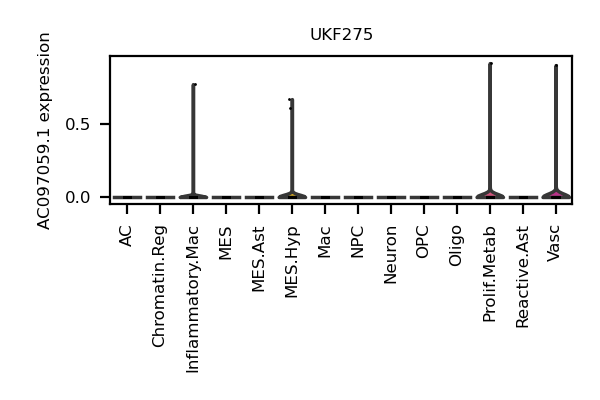 UKF275
AC097059.1 expression
0.5
0.0
AC
Chromatin.Reg
Inflammatory.Mac
MES
MES.Ast
MES.Hyp
Mac
NPC
Neuron
OPC
Oligo
Prolif.Metab
Reactive.Ast
Vasc